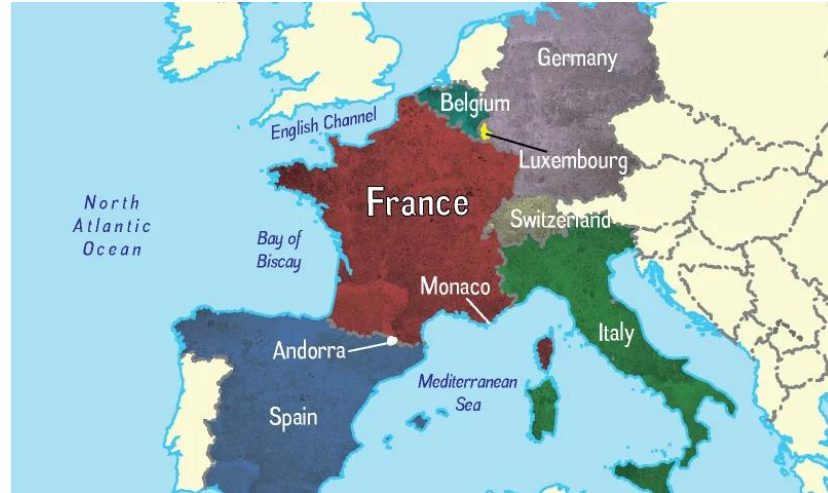 Germany
Belgium
English Channel
Luxembourg
France
North
Atlantic
Ocean
Switzerland
Bay of
Biscay
Monaco
Italy
Andorra
Mediterranean
Sea
Spain